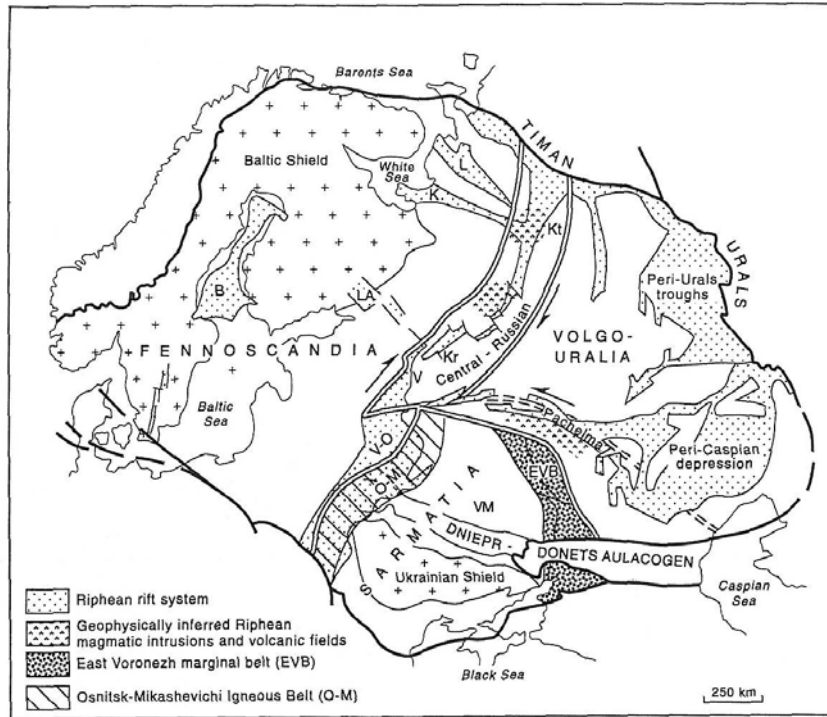 Baronts Sea
TIMAN
Baltic Shield
White
Sea
L
K
Kt
URALS
Peri-Urals
troughs
B
LA
VOLGO-
URALIA
FENNOSCANDIA
Kr
Central - Russian
V
Baltic
Sea
Pachelma
Peri-Caspian
depression
VO
O-M
EVB
SARMATIA
VM
DNIEPR -
DONETS AULACOGEN
Ukrainian Shield
Caspian
Sea
Black Sea
Riphean rift system
Geophysically inferred Riphean
magmatic intrusions and volcanic fields
East Voronezh marginal belt (EVB)
Osnitsk-Mikashevichi Igneous Belt (O-M)
250 km